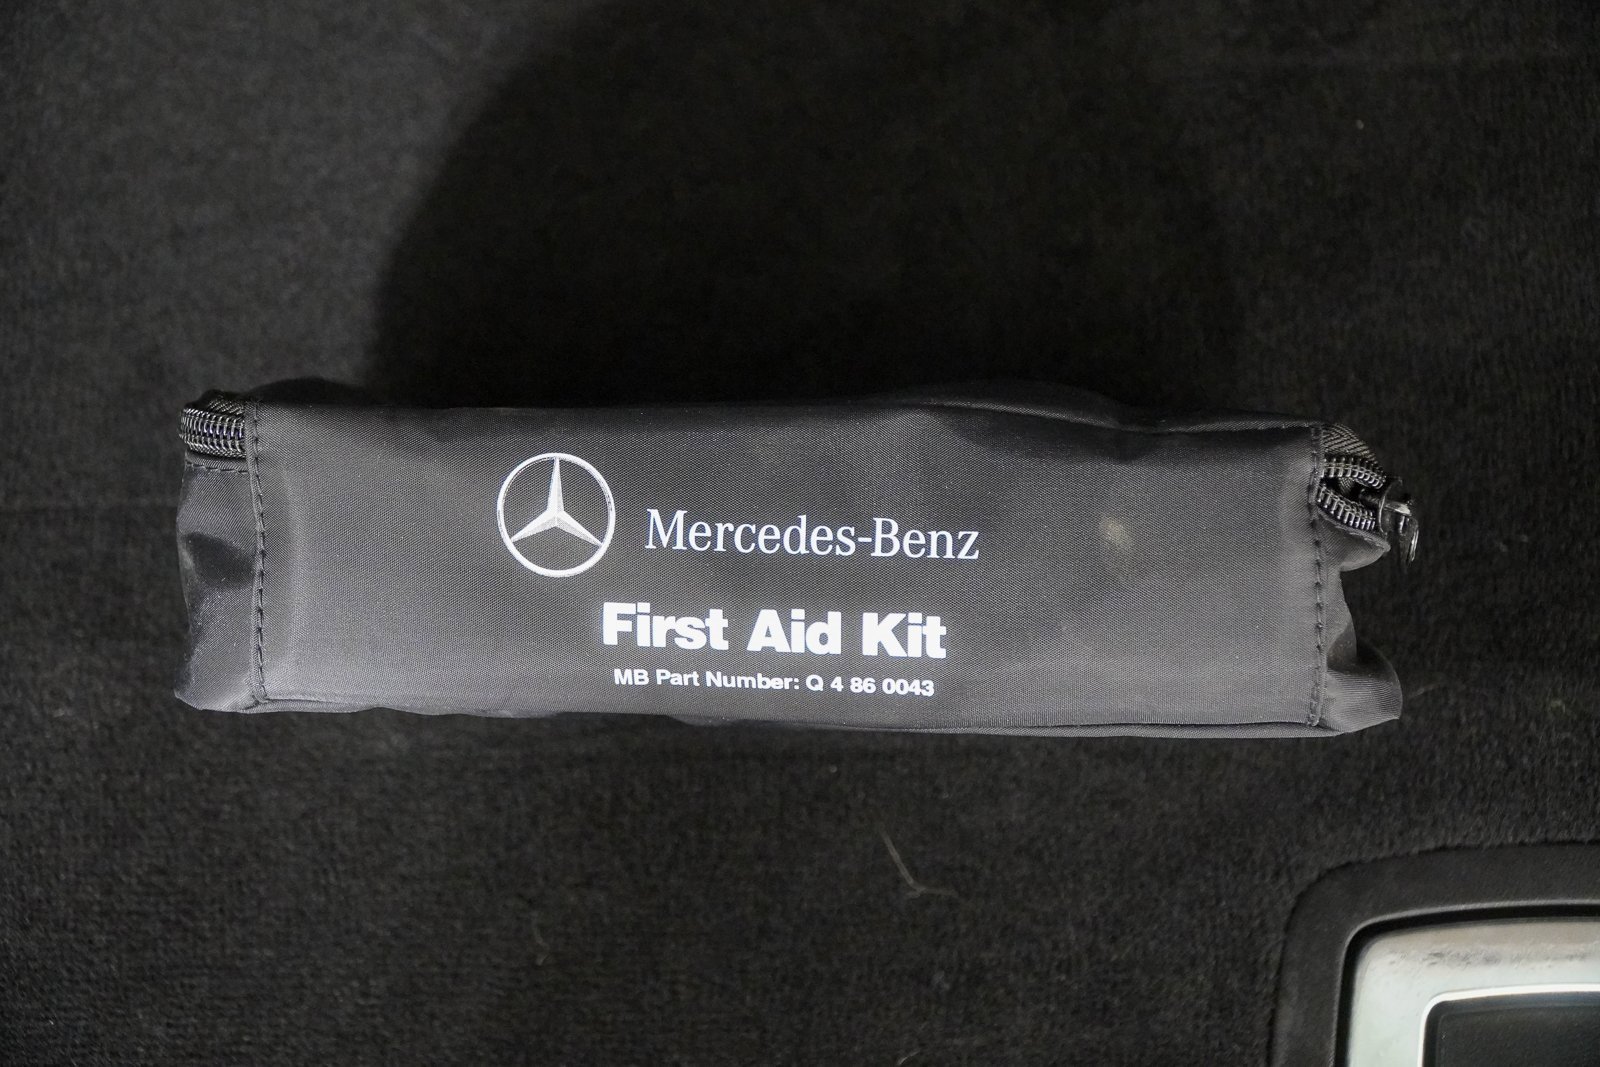 Mercedes-Benz
First Aid Kit
MB Part Number: Q 4 86 0043